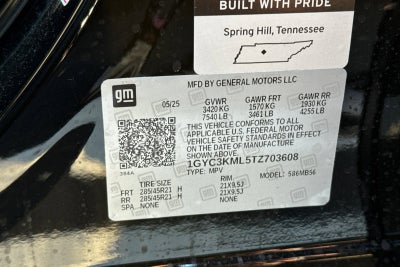 BUILT WITH PRIDE
Spring Hill, Tennessee
gm
MFD BY GENERAL MOTORS LLC
05/25 GVWR GAWR FRT GAWR RR
3420 KG 1570 KG 1930 KG
7540 LB 3461 LB 4255 LB
THIS VEHICLE CONFORMS TO ALL
APPLICABLE U.S. FEDERAL MOTOR
VEHICLE SAFETY STANDARDS IN EFFECT
ON THE DATE OF MANUFACTURE
SHOWN ABOVE.
1GYC3KML5TZ703608
TYPE: MPV MODEL: 586MB56
TIRE SIZE RIM
FRT 285/45R21 H 21X9.5J
RR 285/45R21 H 21X9.5J
SPA NONE NONE